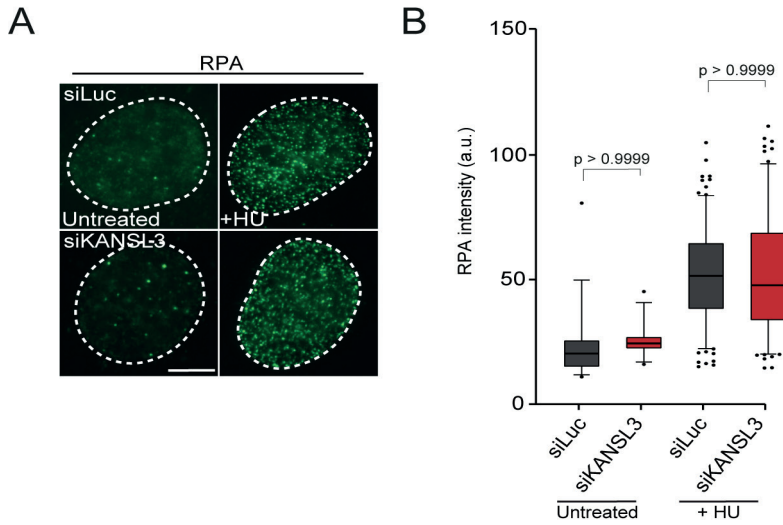 A
RPA
siLuc
Untreated
+HU
siKANSL3
B
150
100
50
0
RPA intensity (a.u.)
p > 0.9999
p > 0.9999
siLuc
siKANSL3
siLuc
siKANSL3
Untreated
+ HU